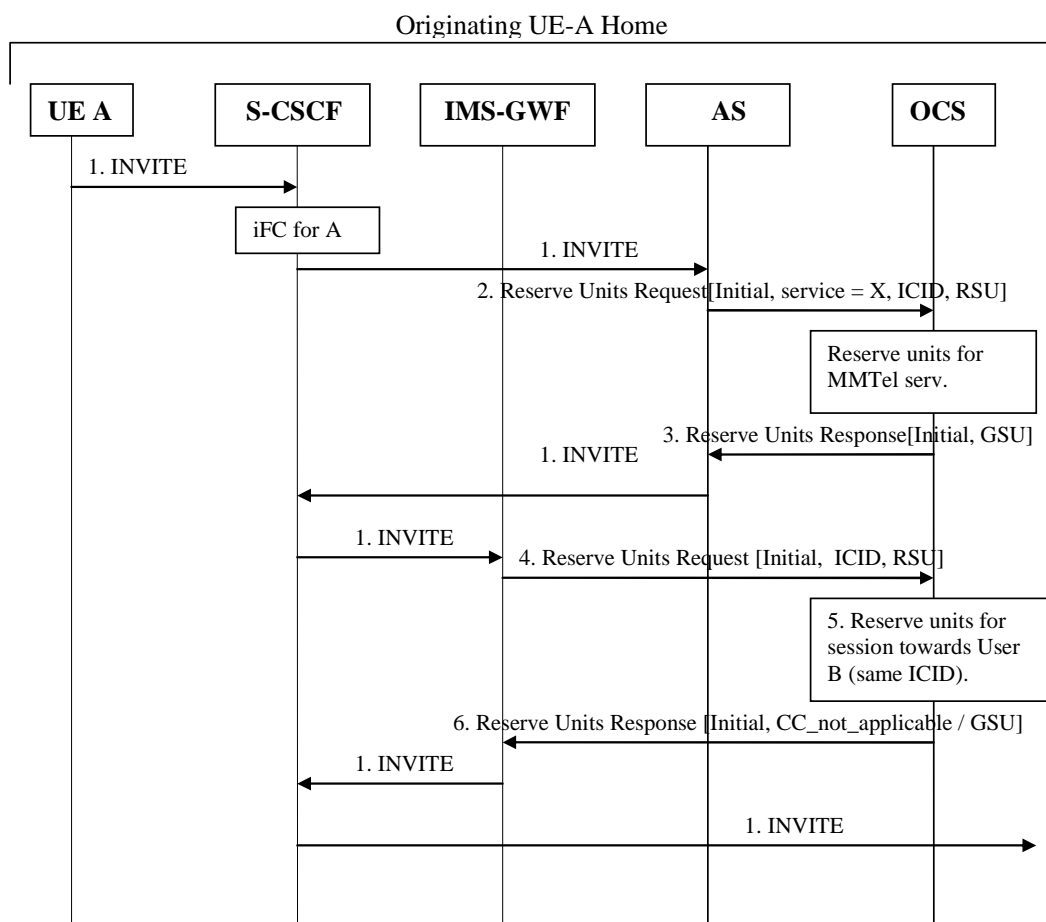 Originating UE-A Home
UE A
S-CSCF
IMS-GWF
AS
OCS
1. INVITE
iFC for A
1. INVITE
2. Reserve Units Request[Initial, service = X, ICID, RSU]
Reserve units for
MMTel serv.
3. Reserve Units Response[Initial, GSU]
1. INVITE
1. INVITE
4. Reserve Units Request [Initial, ICID, RSU]
5. Reserve units for
session towards User
B (same ICID).
6. Reserve Units Response [Initial, CC_not_applicable / GSU]
1. INVITE
1. INVITE